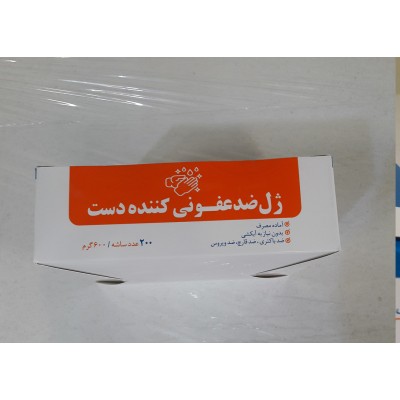 ژل ضدعفونی کننده دست
آماده مصرف
بدون نیاز به آبکشی
ضد باکتری، ضد قارچ، ضد ویروس
۲۰۰ عدد ساشه / ۶۰۰ گرم